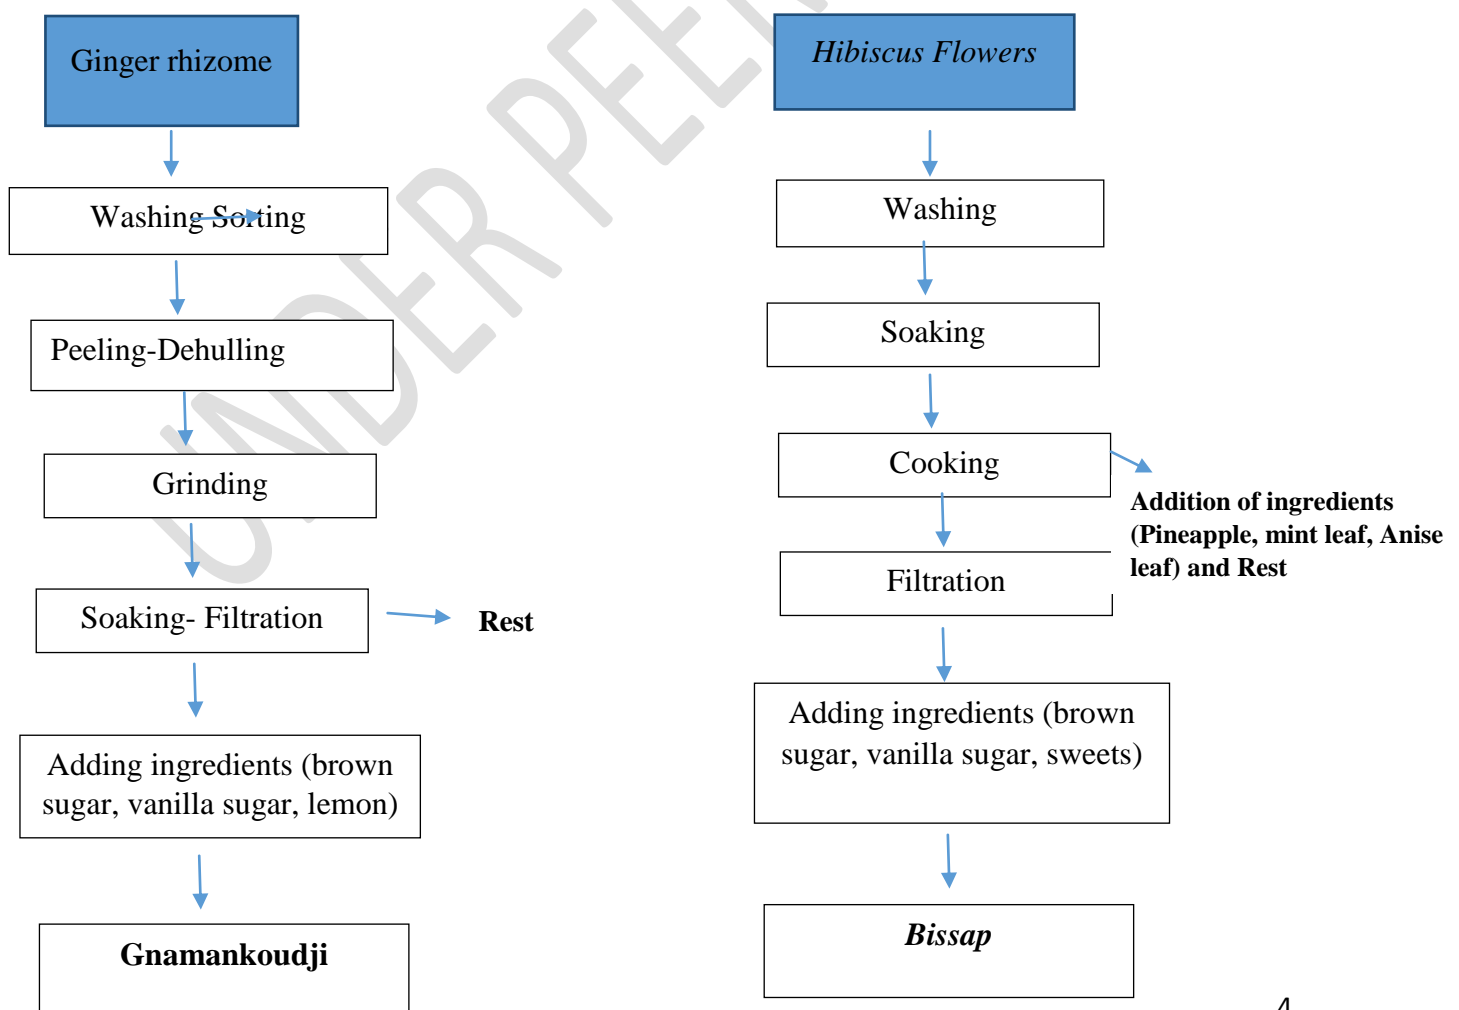 Ginger rhizome
Washing Sorting
Peeling-Dehulling
Grinding
Soaking- Filtration
Rest
Adding ingredients (brown
sugar, vanilla sugar, lemon)
Gnamankoudji
Hibiscus Flowers
Washing
Soaking
Cooking
Addition of ingredients
(Pineapple, mint leaf, Anise
leaf) and Rest
Filtration
Adding ingredients (brown
sugar, vanilla sugar, sweets)
Bissap
UNDER PEE